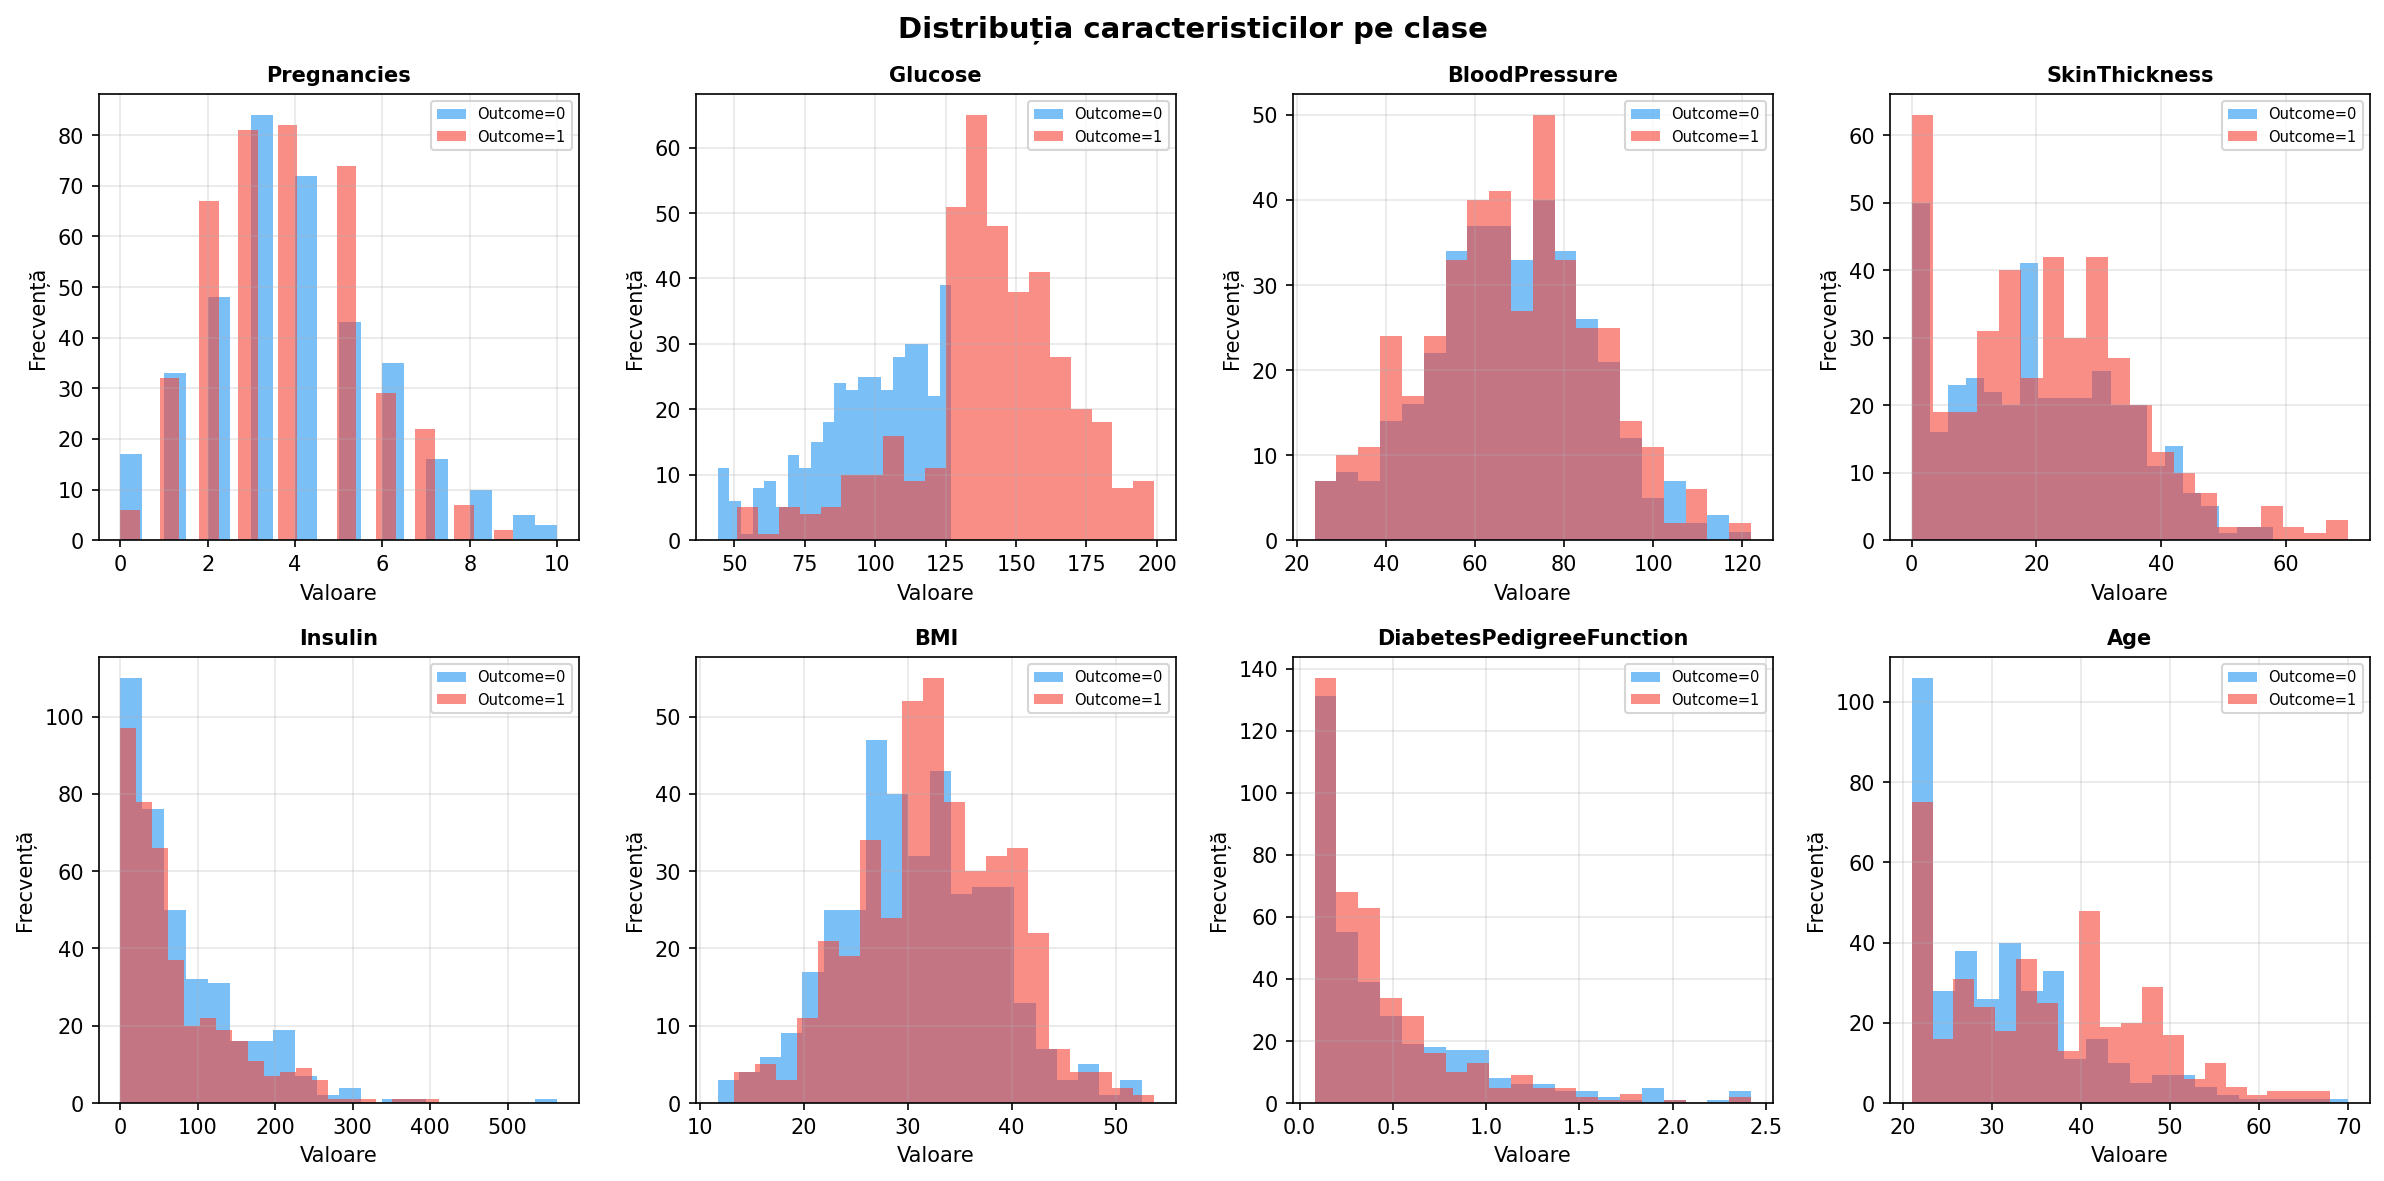 Distribuția caracteristicilor pe clase
Pregnancies
Glucose
BloodPressure
SkinThickness
Outcome=0
Outcome=1
Outcome=0
Outcome=1
Outcome=0
Outcome=1
Outcome=0
Outcome=1
Frecvență
0 10 20 30 40 50 60 70 80
0 2 4 6 8 10
Valoare
Frecvență
0 10 20 30 40 50 60
50 75 100 125 150 175 200
Valoare
Frecvență
0 10 20 30 40 50
20 40 60 80 100 120
Valoare
Frecvență
0 10 20 30 40 50 60
0 20 40 60
Valoare
Insulin
BMI
DiabetesPedigreeFunction
Age
Outcome=0
Outcome=1
Outcome=0
Outcome=1
Outcome=0
Outcome=1
Outcome=0
Outcome=1
Frecvență
0 20 40 60 80 100
0 100 200 300 400 500
Valoare
Frecvență
0 10 20 30 40 50
10 20 30 40 50
Valoare
Frecvență
0 20 40 60 80 100 120 140
0.0 0.5 1.0 1.5 2.0 2.5
Valoare
Frecvență
0 20 40 60 80 100
20 30 40 50 60 70
Valoare